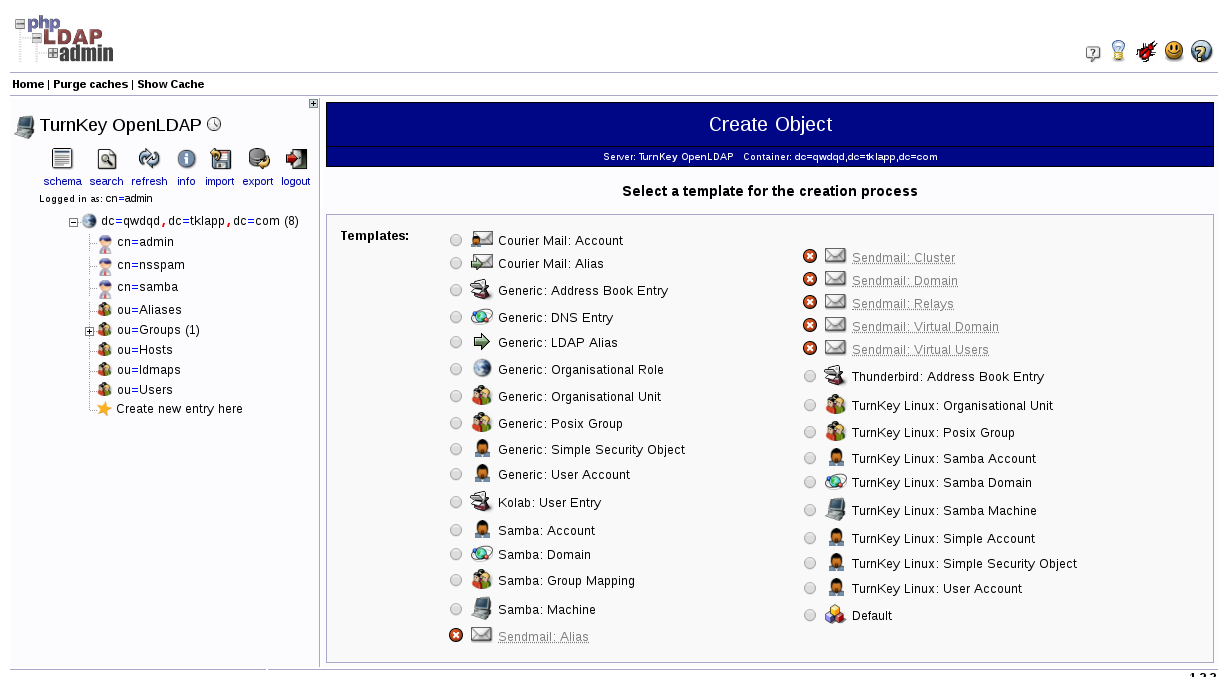 php
LDAP
admin
Home | Purge caches | Show Cache
TurnKey OpenLDAP
schema search refresh info import export logout
Logged in as: cn=admin
dc=qwdqd,dc=tklapp,dc=com (8)
cn=admin
cn=nsspam
cn=samba
ou=Aliases
ou=Groups (1)
ou=Hosts
ou=Idmaps
ou=Users
Create new entry here
Create Object
Server: TurnKey OpenLDAP Container: dc=qwdqd,dc=tklapp,dc=com
Select a template for the creation process
Templates:
Courier Mail: Account
Courier Mail: Alias
Generic: Address Book Entry
Generic: DNS Entry
Generic: LDAP Alias
Generic: Organisational Role
Generic: Organisational Unit
Generic: Posix Group
Generic: Simple Security Object
Generic: User Account
Kolab: User Entry
Samba: Account
Samba: Domain
Samba: Group Mapping
Samba: Machine
Sendmail: Alias
Sendmail: Cluster
Sendmail: Domain
Sendmail: Relays
Sendmail: Virtual Domain
Sendmail: Virtual Users
Thunderbird: Address Book Entry
TurnKey Linux: Organisational Unit
TurnKey Linux: Posix Group
TurnKey Linux: Samba Account
TurnKey Linux: Samba Domain
TurnKey Linux: Samba Machine
TurnKey Linux: Simple Account
TurnKey Linux: Simple Security Object
TurnKey Linux: User Account
Default